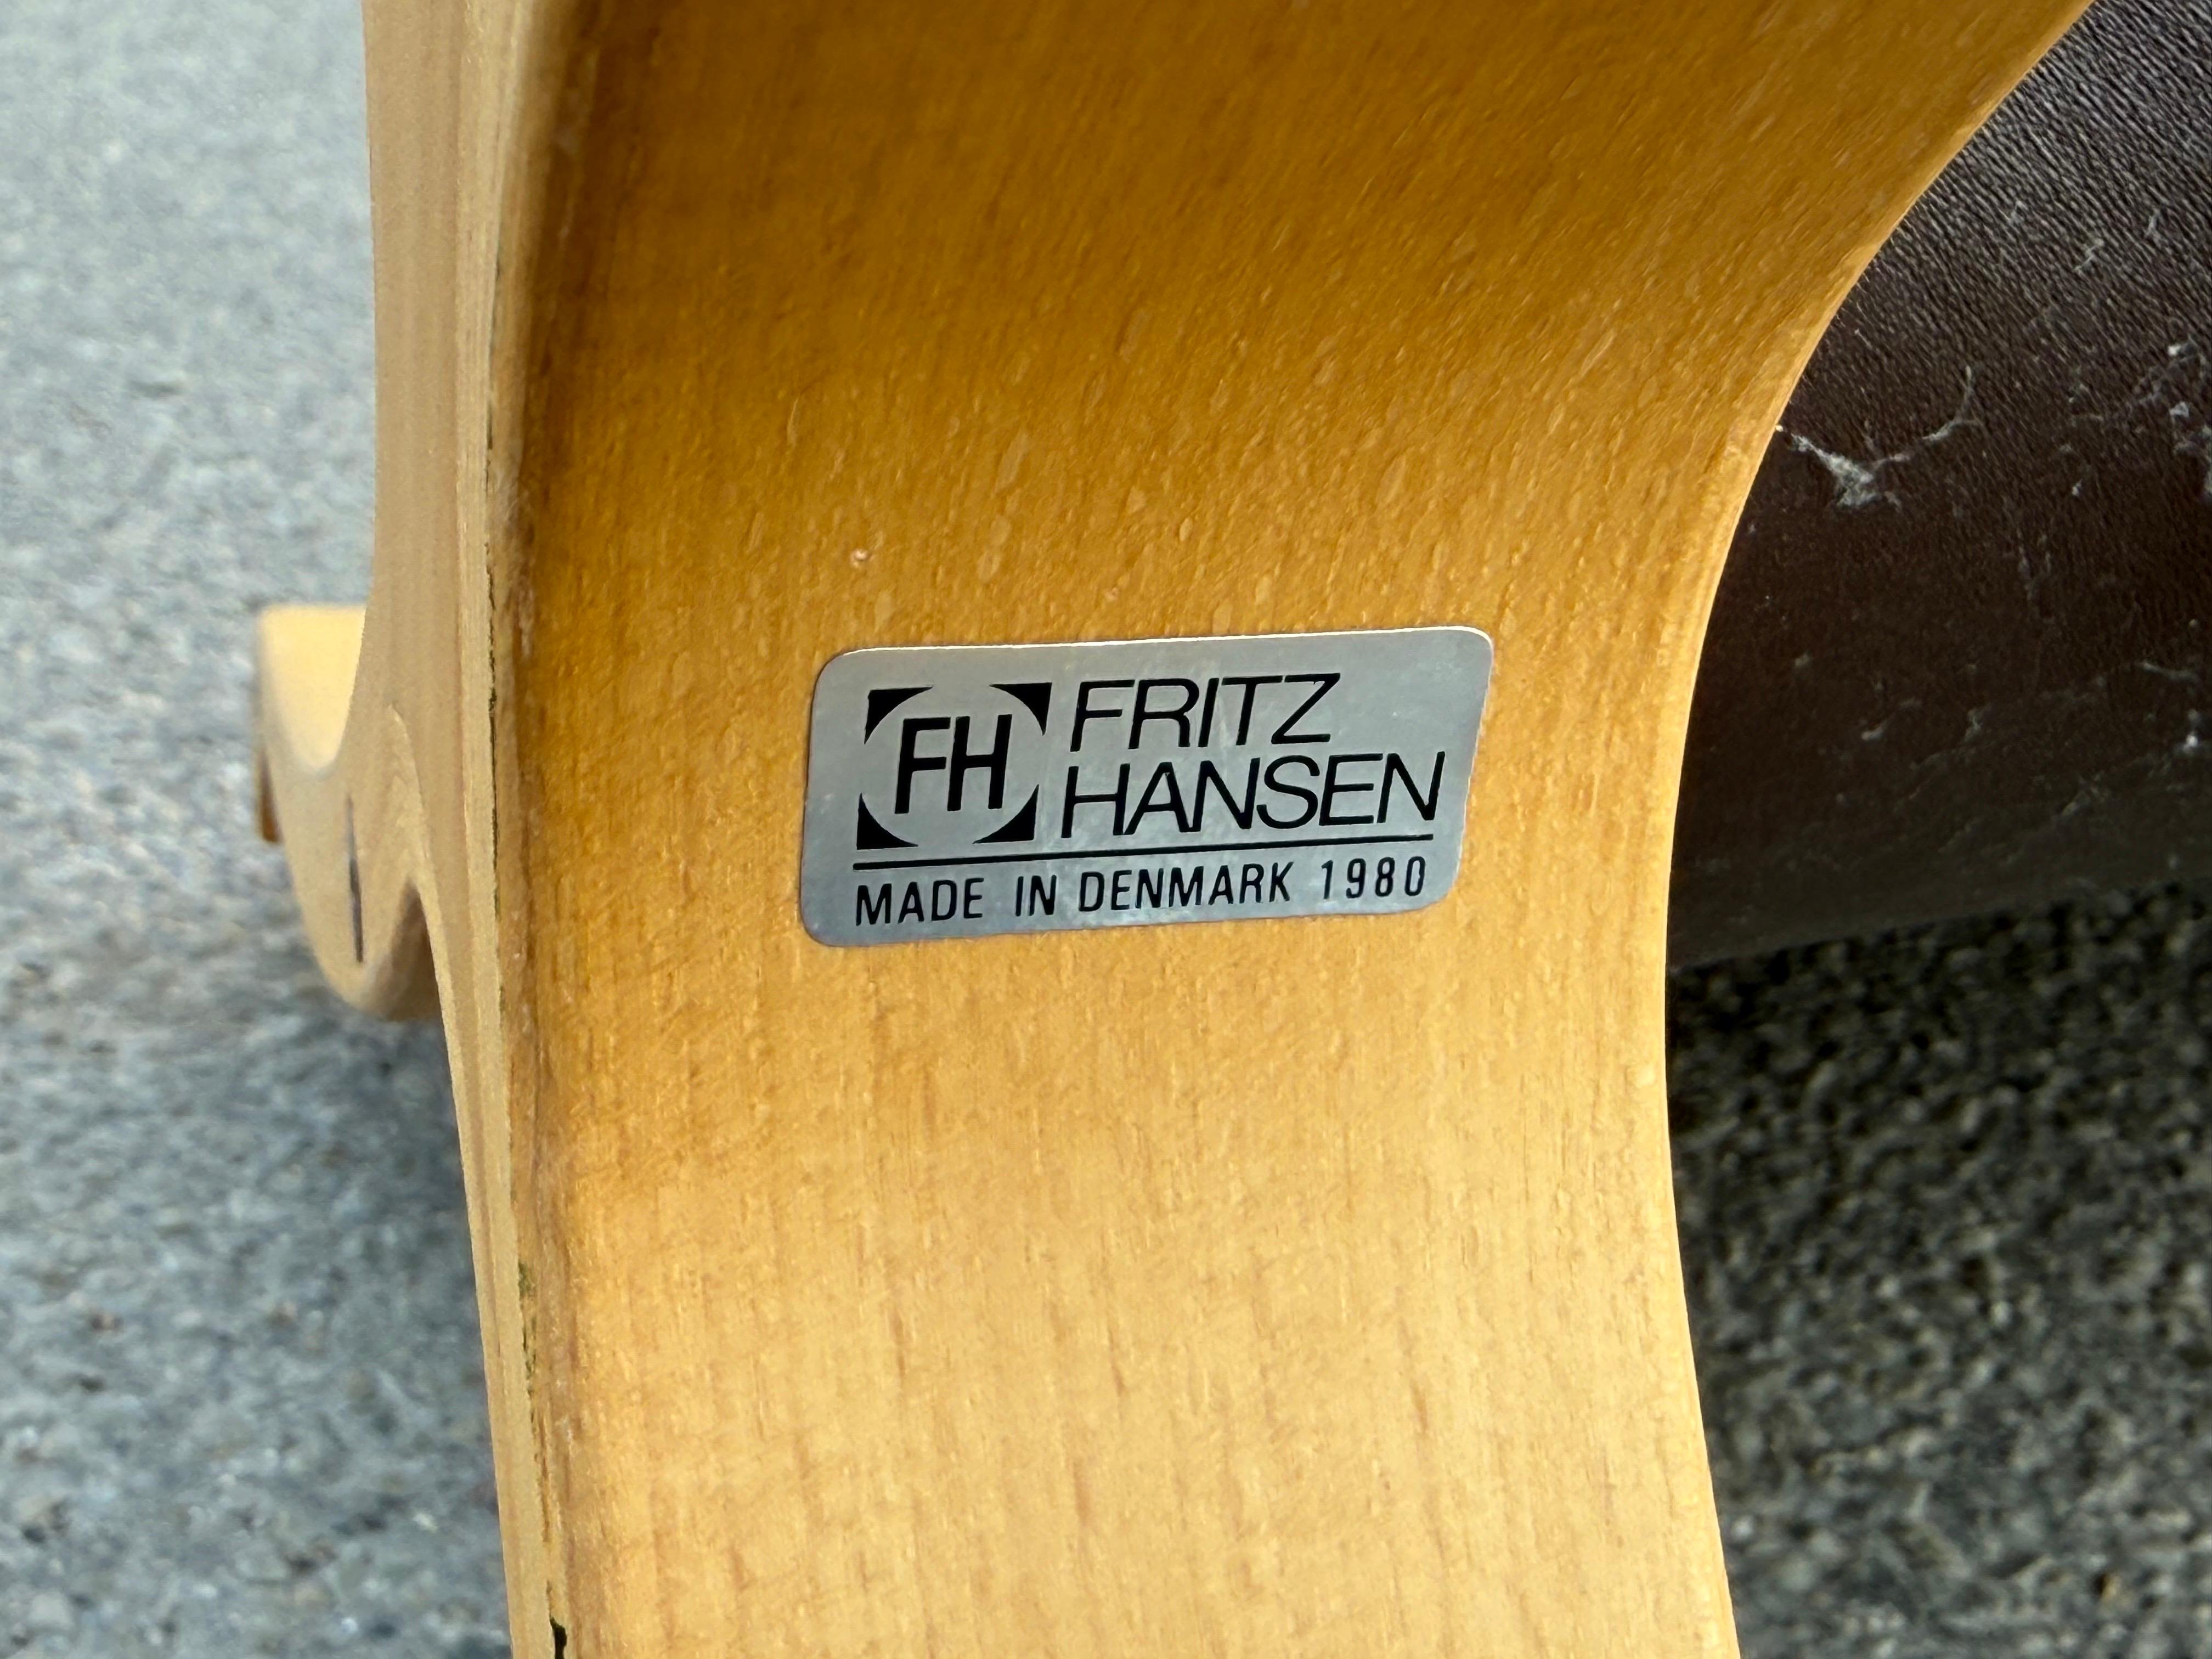 FH
FRITZ
HANSEN
MADE IN DENMARK 1980